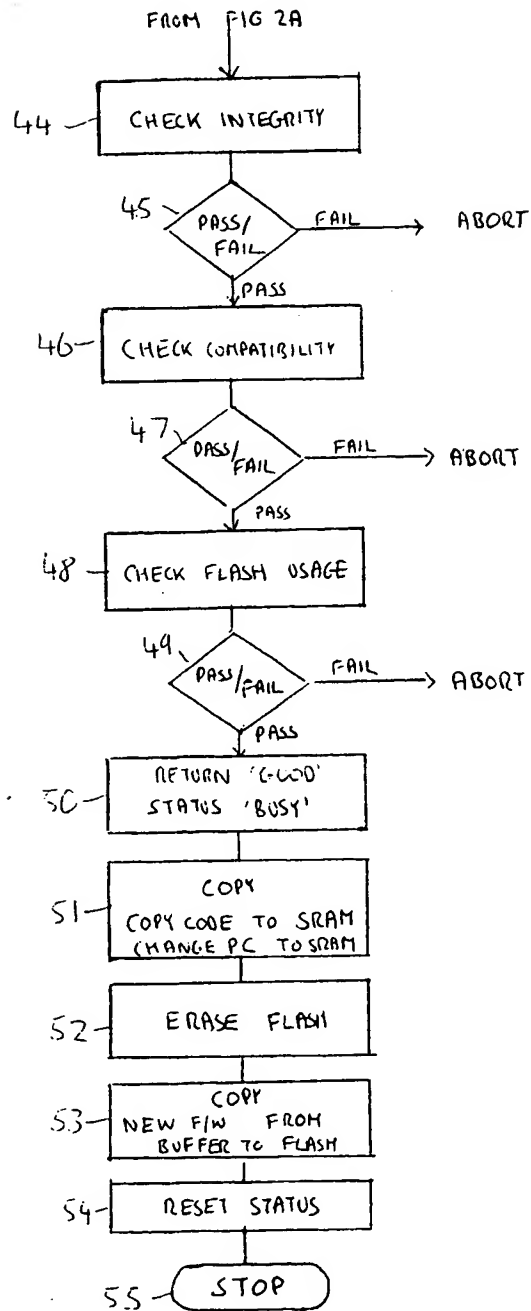 FROM FIG 2A
44 CHECK INTEGRITY
45 PASS/ FAIL ABORT
FAIL
PASS
46 CHECK COMPATIBILITY
47 PASS/ FAIL ABORT
FAIL
PASS
48 CHECK FLASH USAGE
49 PASS/ FAIL ABORT
FAIL
PASS
50 RETURN 'GOOD'
STATUS 'BUSY'
COPY
51 COPY CODE TO SRAM
CHANGE PC TO SRAM
52 ERASE FLASH
COPY
53 NEW F/W FROM
BUFFER TO FLASH
54 RESET STATUS
55 STOP